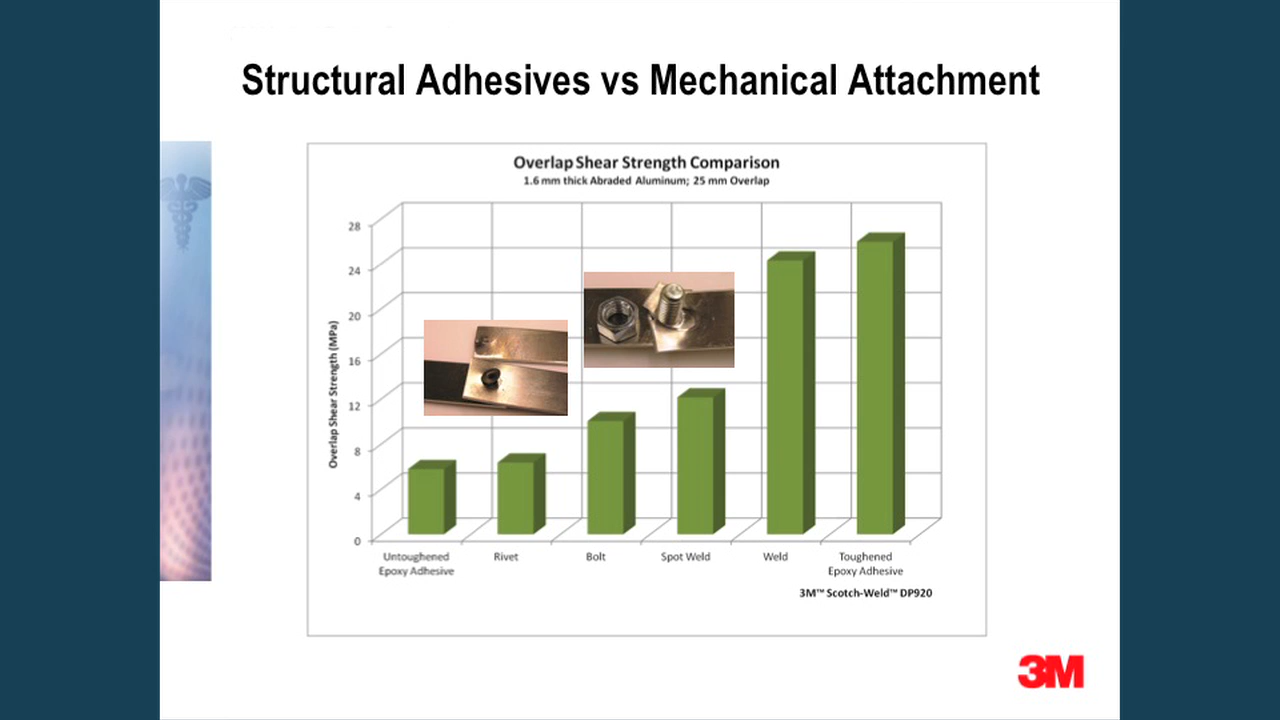 Structural Adhesives vs Mechanical Attachment
Overlap Shear Strength Comparison
1.6 mm thick Abraded Aluminum; 25 mm Overlap
Overlap Shear Strength (MPa)
28
24
20
16
12
8
4
0
Untoughened
Epoxy Adhesive
Rivet
Bolt
Spot Weld
Weld
Toughened
Epoxy Adhesive
3M™ Scotch-Weld™ DP920
3M